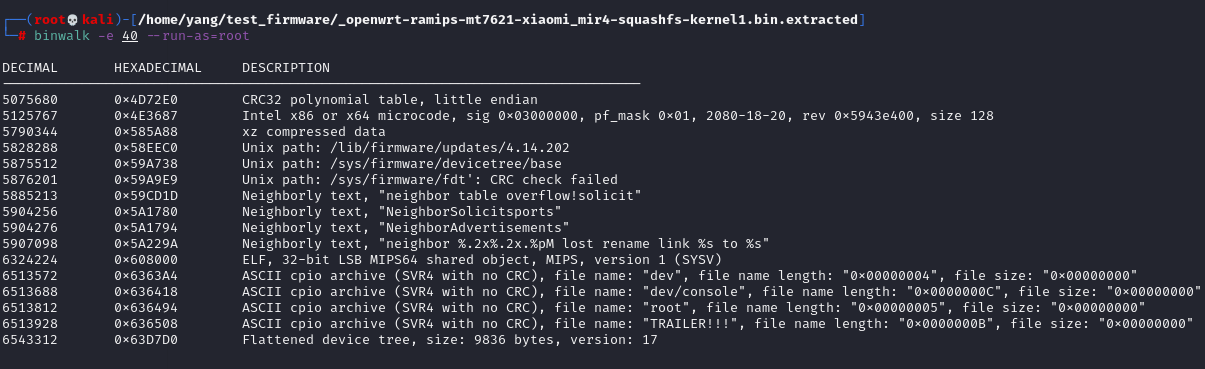 (root💀kali)-[/home/yang/test_firmware/_openwrt-ramips-mt7621-xiaomi_mir4-squashfs-kernel1.bin.extracted]
# binwalk -e 40 --run-as=root
DECIMAL       HEXADECIMAL     DESCRIPTION
--------------------------------------------------------------------------------
5075680       0×4D72E0        CRC32 polynomial table, little endian
5125767       0×4E3687        Intel x86 or x64 microcode, sig 0×03000000, pf_mask 0×01, 2080-18-20, rev 0×5943e400, size 128
5790344       0×585A88        xz compressed data
5828288       0×58EEC0        Unix path: /lib/firmware/updates/4.14.202
5875512       0×59A738        Unix path: /sys/firmware/devicetree/base
5876201       0×59A9E9        Unix path: /sys/firmware/fdt': CRC check failed
5885213       0×59CD1D        Neighborly text, "neighbor table overflow!solicit"
5904256       0×5A1780        Neighborly text, "NeighborSolicitsports"
5904276       0×5A1794        Neighborly text, "NeighborAdvertisements"
5907098       0×5A229A        Neighborly text, "neighbor %.2x%.2x.%pM lost rename link %s to %s"
6324224       0×608000        ELF, 32-bit LSB MIPS64 shared object, MIPS, version 1 (SYSV)
6513572       0×6363A4        ASCII cpio archive (SVR4 with no CRC), file name: "dev", file name length: "0×00000004", file size: "0×00000000"
6513688       0×636418        ASCII cpio archive (SVR4 with no CRC), file name: "dev/console", file name length: "0×0000000C", file size: "0×00000000"
6513812       0×636494        ASCII cpio archive (SVR4 with no CRC), file name: "root", file name length: "0×00000005", file size: "0×00000000"
6513928       0×636508        ASCII cpio archive (SVR4 with no CRC), file name: "TRAILER!!!", file name length: "0×0000000B", file size: "0×00000000"
6543312       0×63D7D0        Flattened device tree, size: 9836 bytes, version: 17